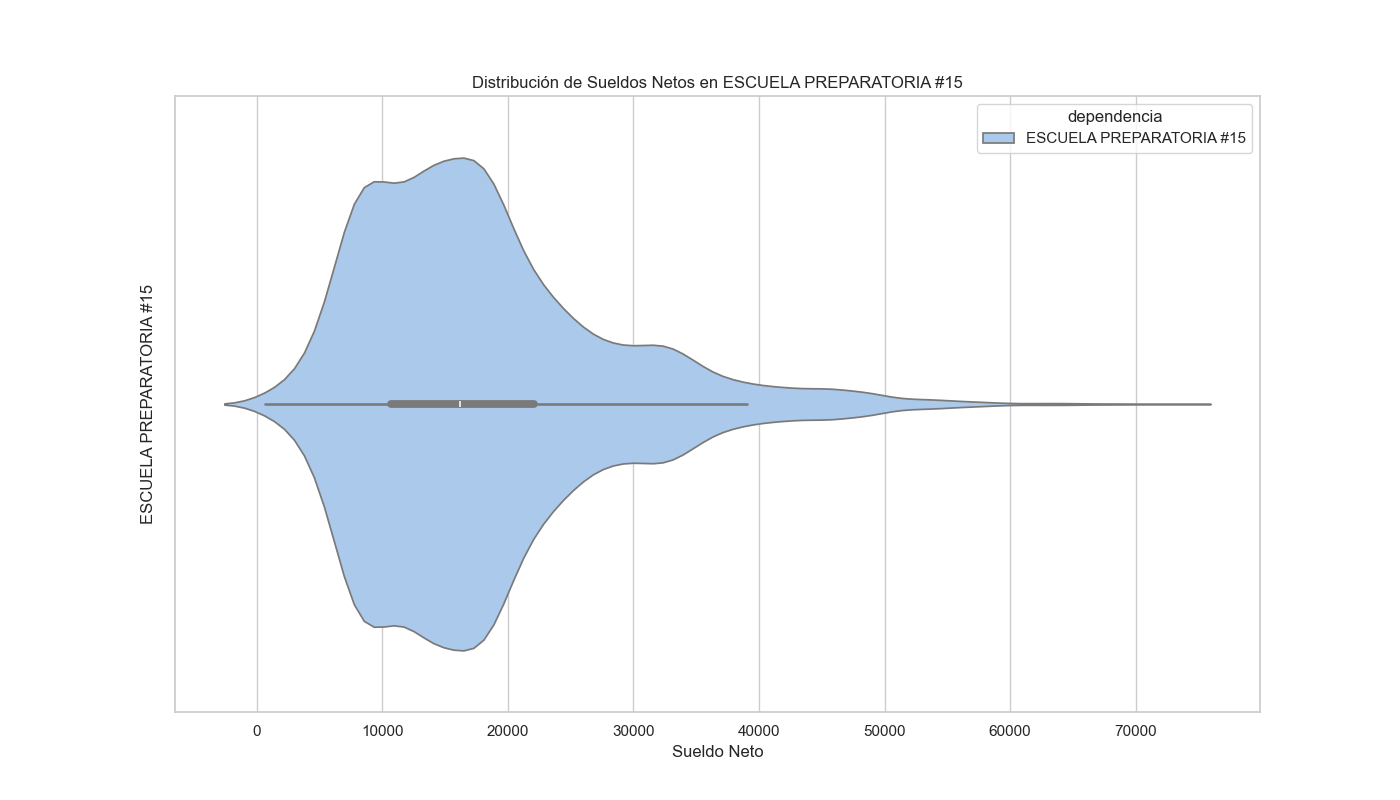 Distribución de Sueldos Netos en ESCUELA PREPARATORIA #15
dependencia
ESCUELA PREPARATORIA #15
ESCUELA PREPARATORIA #15
0 10000 20000 30000 40000 50000 60000 70000
Sueldo Neto